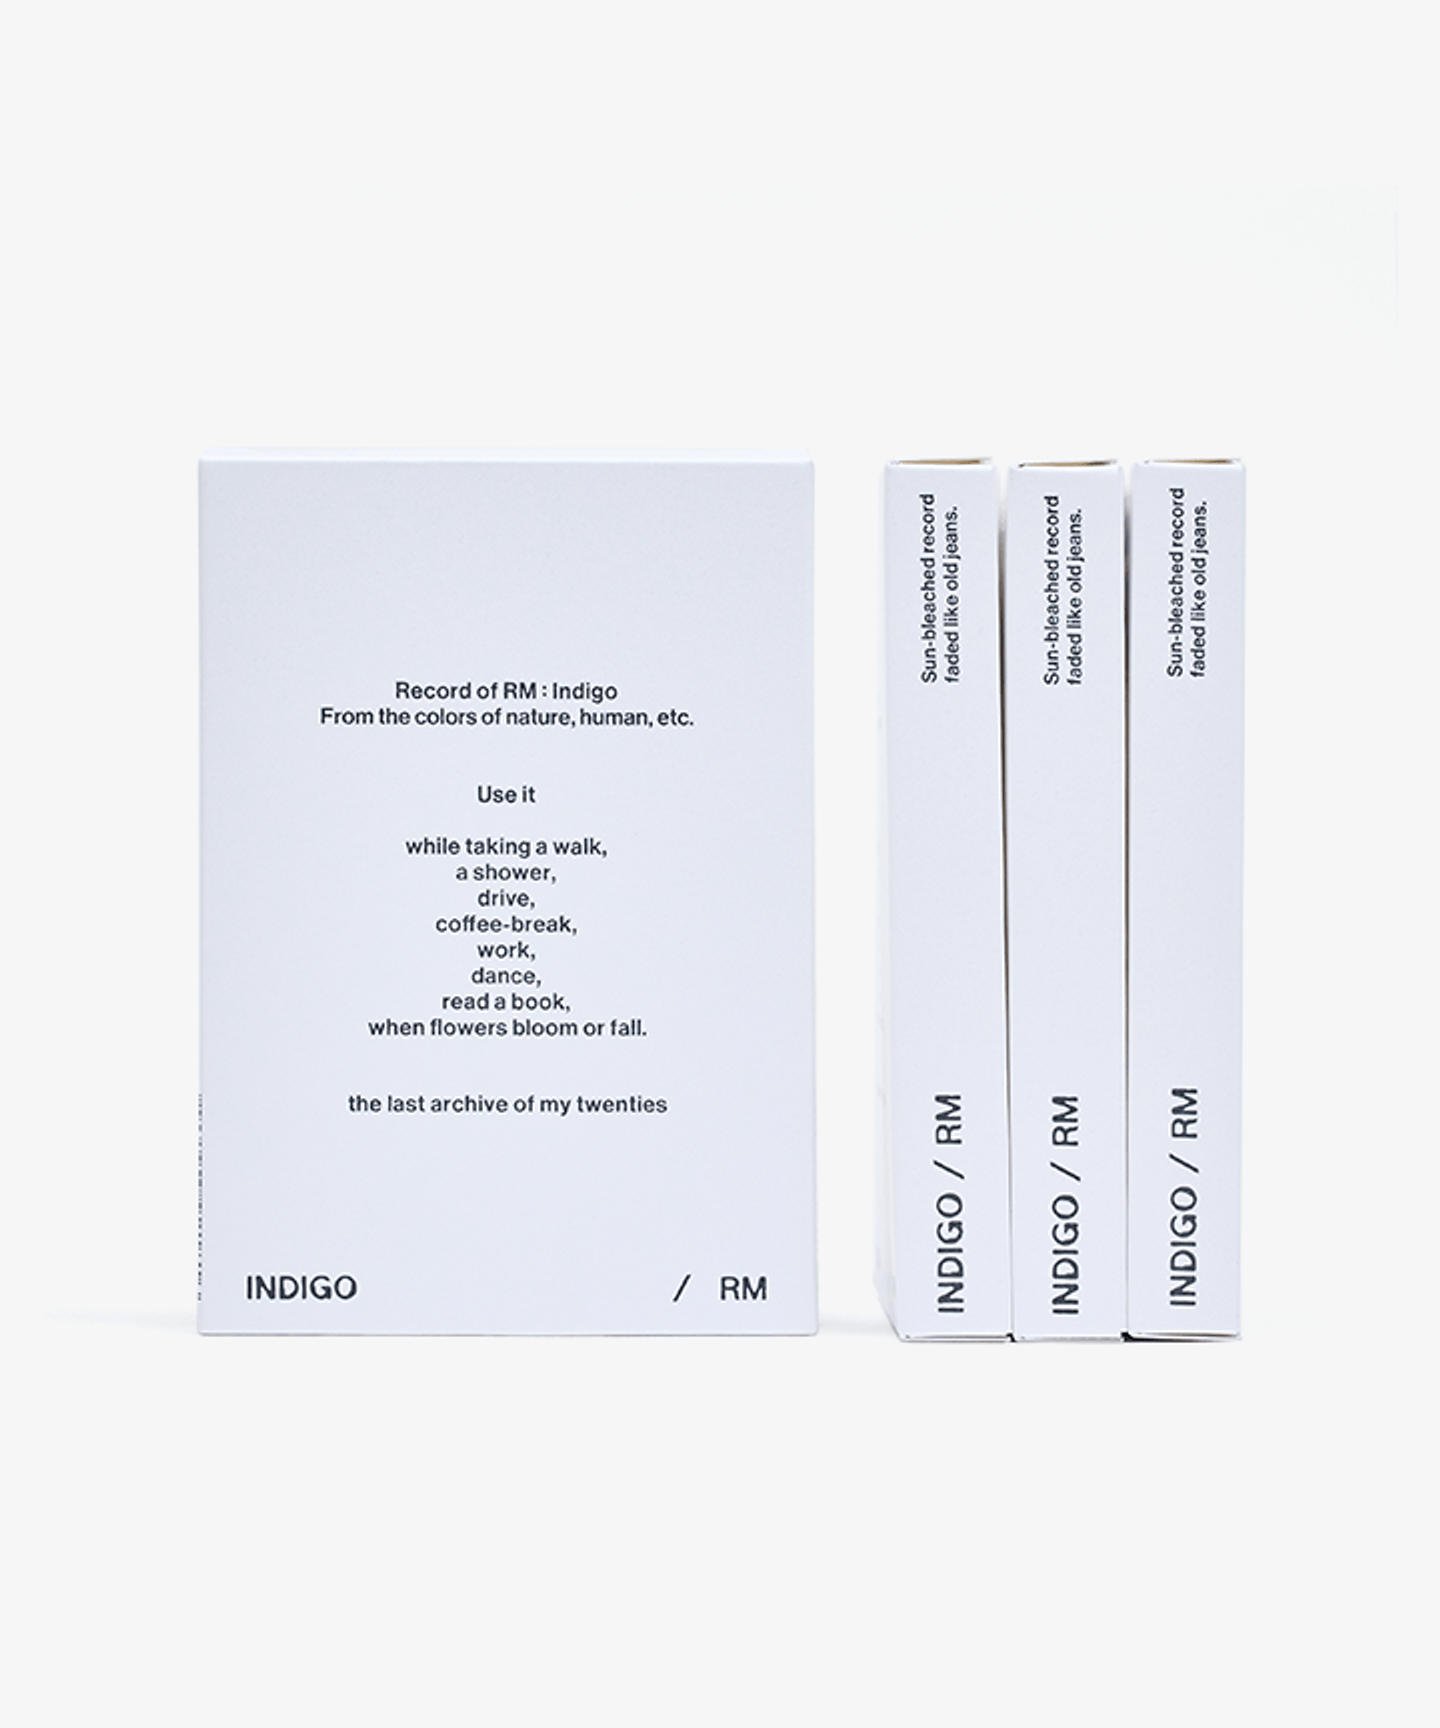 Record of RM : Indigo
From the colors of nature, human, etc.
Use it
while taking a walk,
a shower,
drive,
coffee-break,
work,
dance,
read a book,
when flowers bloom or fall.
the last archive of my twenties
INDIGO / RM
Sun-bleached record
faded like old jeans.
INDIGO / RM
Sun-bleached record
faded like old jeans.
INDIGO / RM
Sun-bleached record
faded like old jeans.
INDIGO / RM